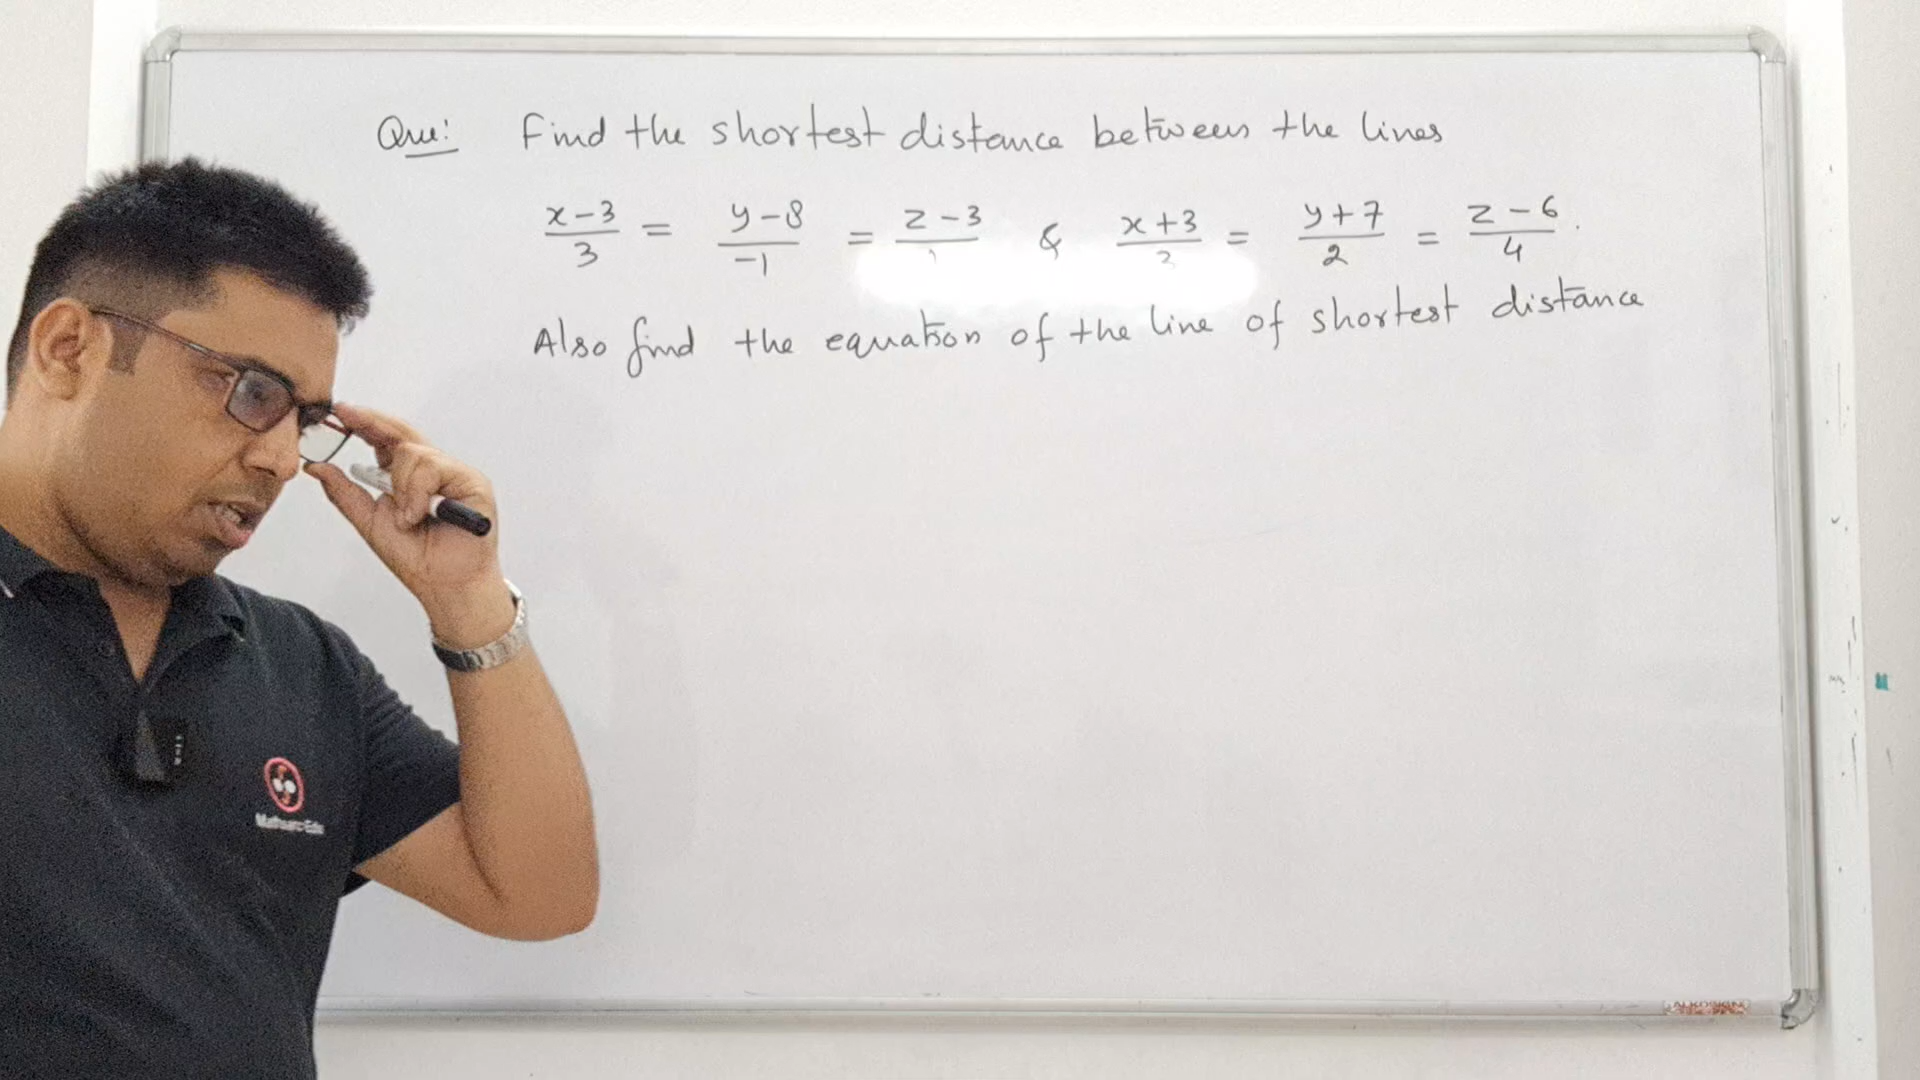 Que: Find the shortest distance between the lines
x-3/3 = y-8/-1 = z-3/ & x+3/ = y+7/2 = z-6/4.
Also find the equation of the line of shortest distance